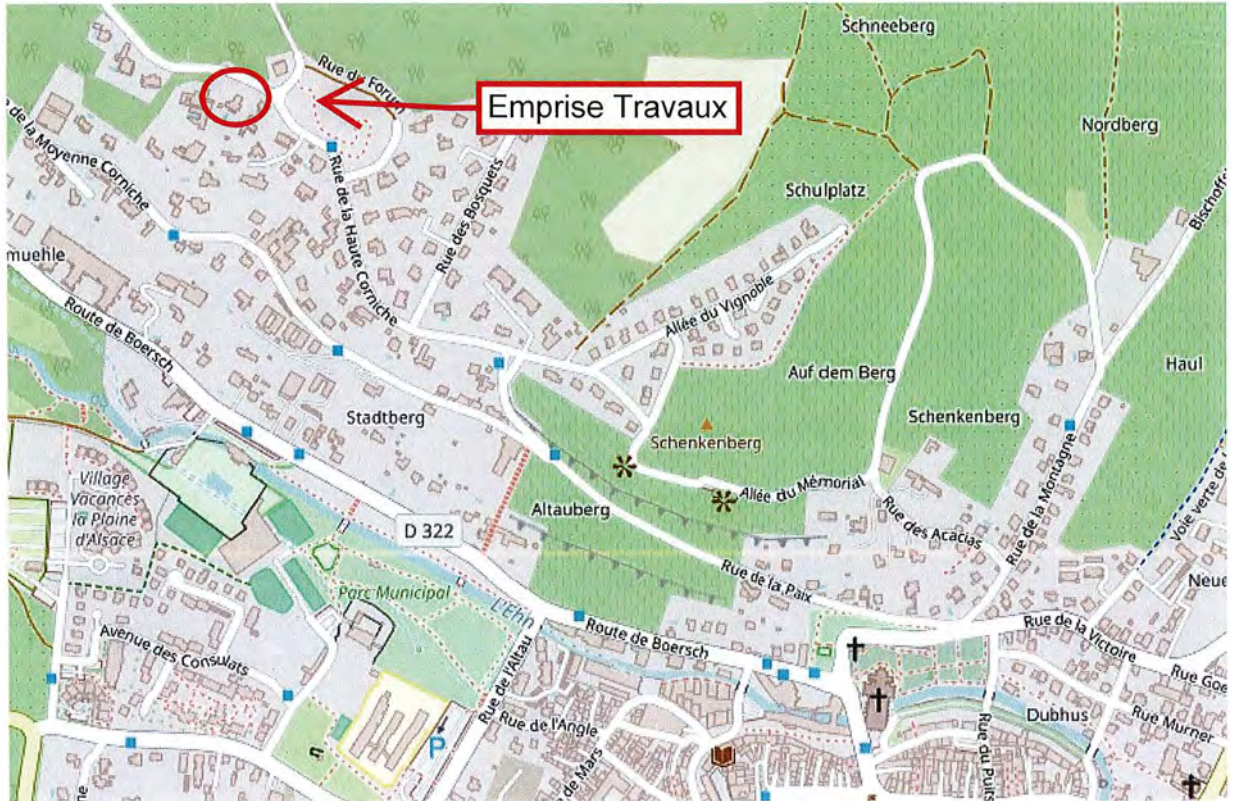 Schneeberg
Rue du Forum
Emprise Travaux
Nordberg
e de la Moyenne Corniche
Rue de la Haute Corniche
Rue des Bosquets
Schulplatz
Bischoffs
muehle
Route de Boersch
Allée du Vignoble
Auf dem Berg
Haul
Stadtberg
Schenkenberg
Schenkenberg
Village
Vacances
la Plaine
d'Alsace
Allée du Mémorial
Rue de la Montagne
Voie verte de
D 322
Altauberg
Rue des Acacias
Rue de la Paix
Neue
Parc Municipal
L'Ehn
Route de Boersch
Rue de la Victoire
Avenue des Consulats
Rue de l'Altau
Rue Goe
Rue de l'Angle
Dubhus
Rue Murner
P
de Mars
Rue du Puits
ne